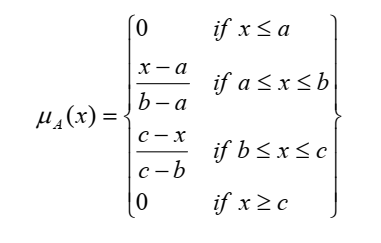 μ_A(x) = { 0 if x ≤ a
(x − a)/(b − a) if a ≤ x ≤ b
(c − x)/(c − b) if b ≤ x ≤ c
0 if x ≥ c }